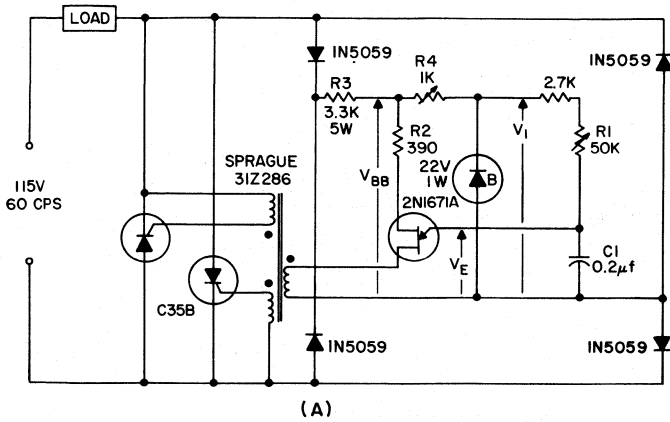 LOAD
IN5059
R4
1K
IN5059
2.7K
R3
3.3K
5W
R2
390
V1
R1
50K
115V
60 CPS
SPRAGUE
31Z286
VBB
22V
1W
B
2N1671A
VE
C1
0.2μf
C35B
IN5059
IN5059
(A)